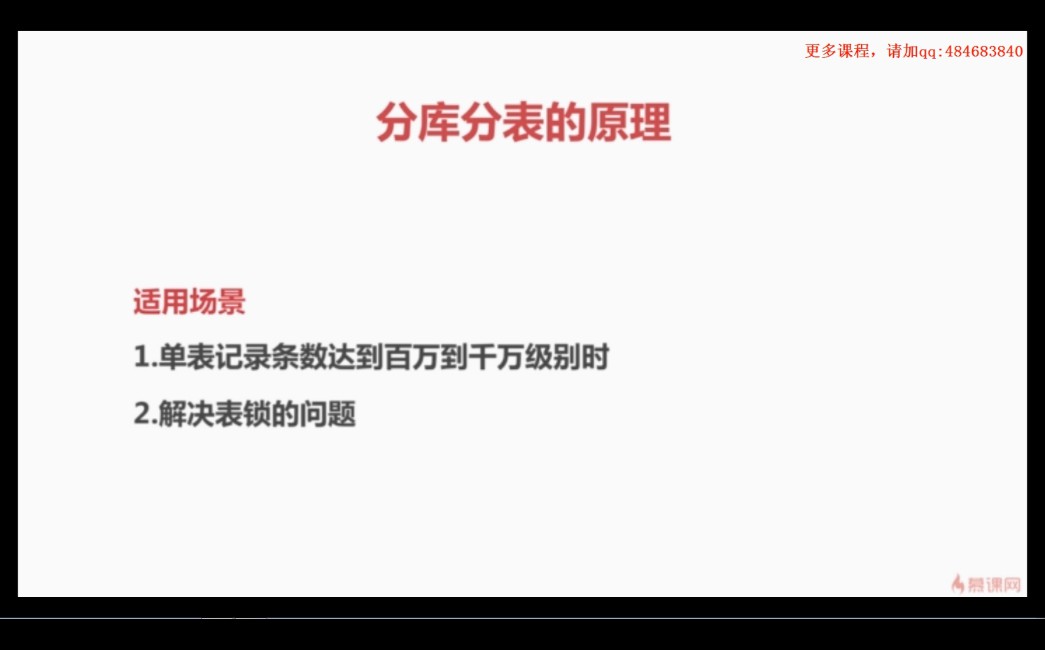 更多课程，请加qq:484683840
分库分表的原理
适用场景
1.单表记录条数达到百万到千万级别时
2.解决表锁的问题
慕课网